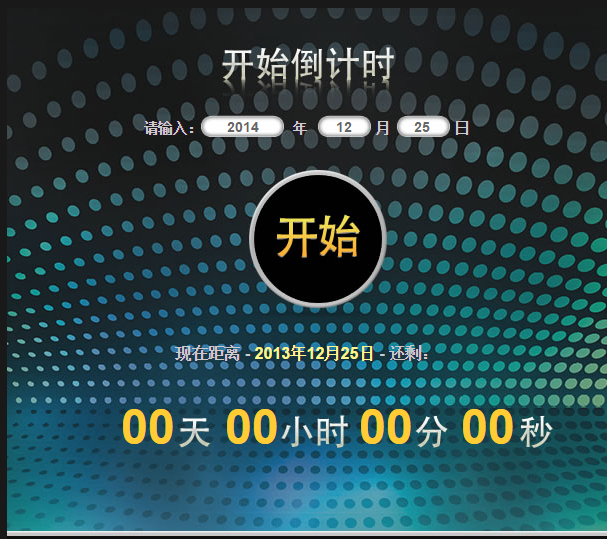 开始倒计时
请输入：2014 年 12 月 25 日
开始
现在距离 - 2013年12月25日 - 还剩：
00天 00小时 00分 00秒